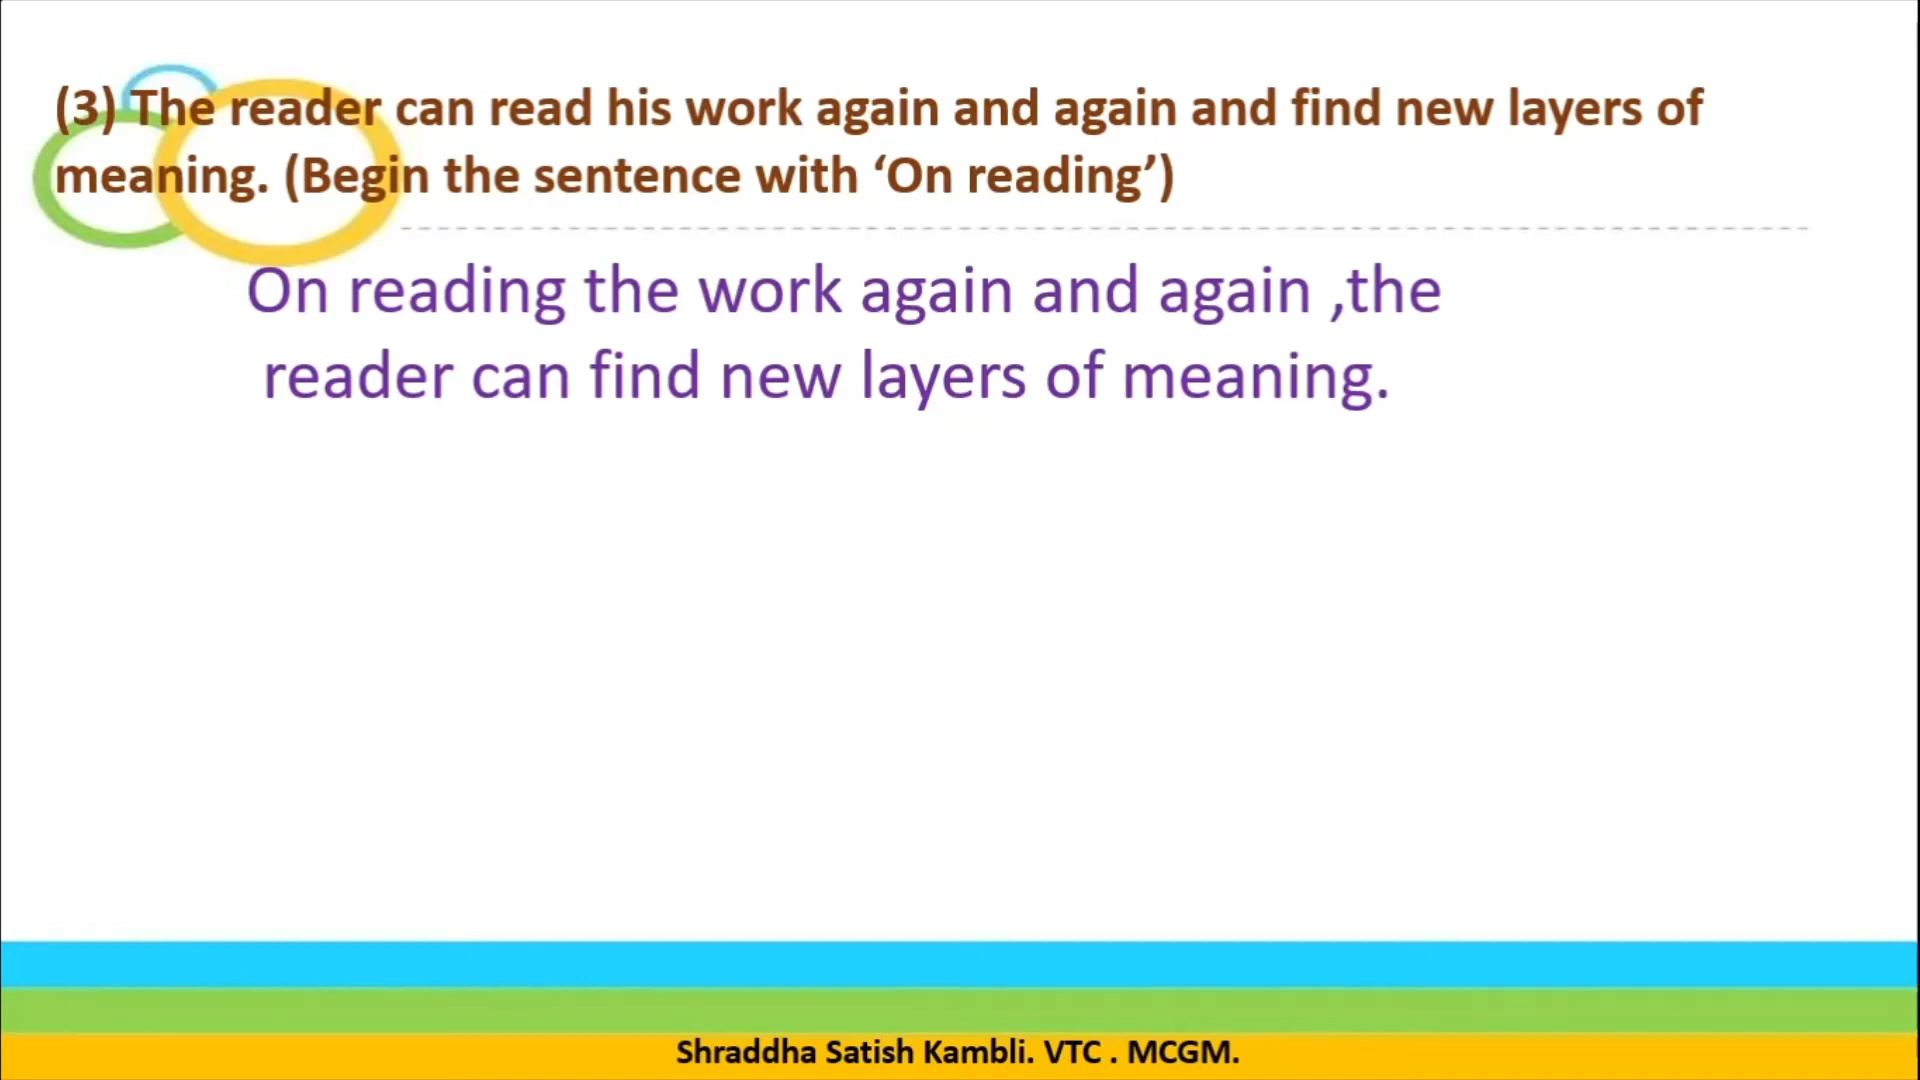 (3) The reader can read his work again and again and find new layers of
meaning. (Begin the sentence with ‘On reading’)
On reading the work again and again ,the
reader can find new layers of meaning.
Shraddha Satish Kambli. VTC . MCGM.